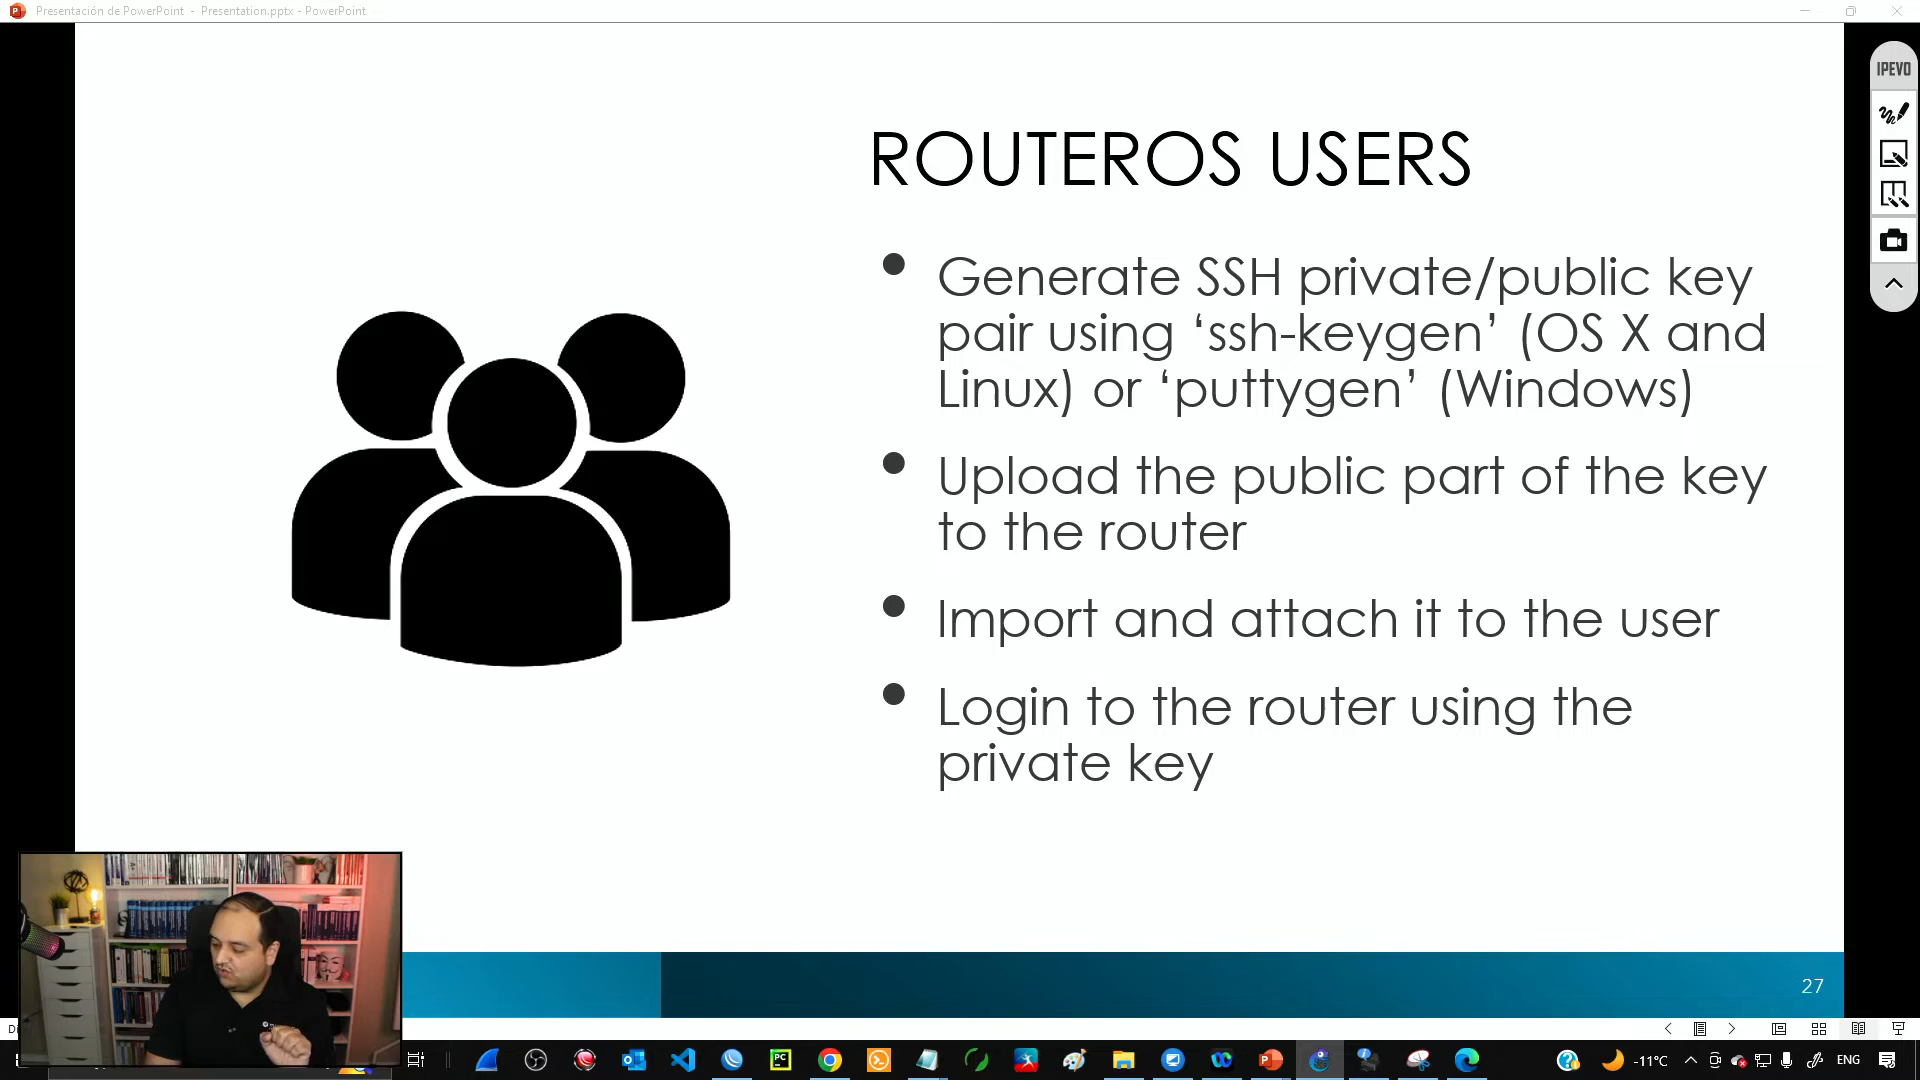 Presentación de PowerPoint - Presentation.pptx - PowerPoint
IPEVO
ROUTEROS USERS
• Generate SSH private/public key
pair using ‘ssh-keygen’ (OS X and
Linux) or ‘puttygen’ (Windows)
• Upload the public part of the key
to the router
• Import and attach it to the user
• Login to the router using the
private key
27
PC
-11°C
ENG